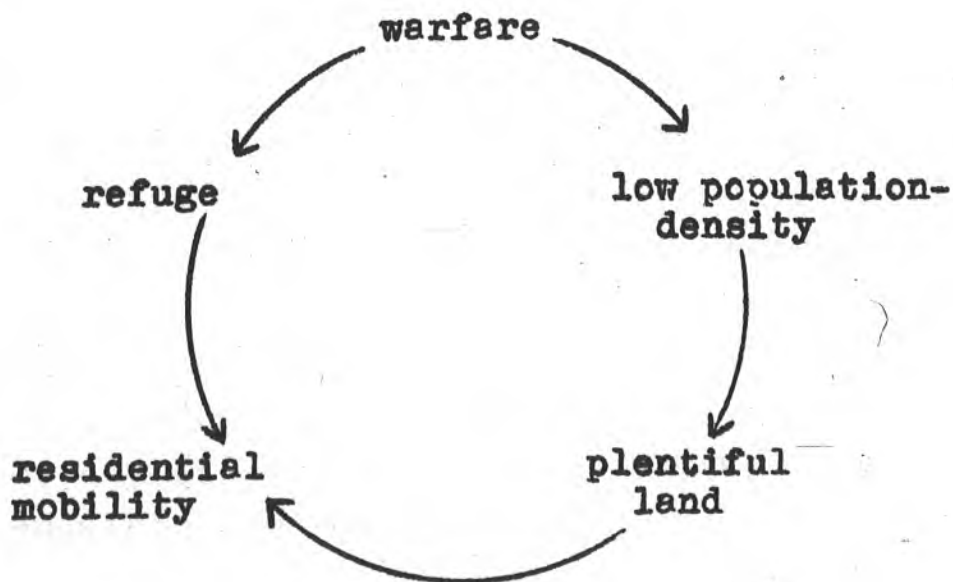 warfare
refuge
low population-
density
residential
mobility
plentiful
land